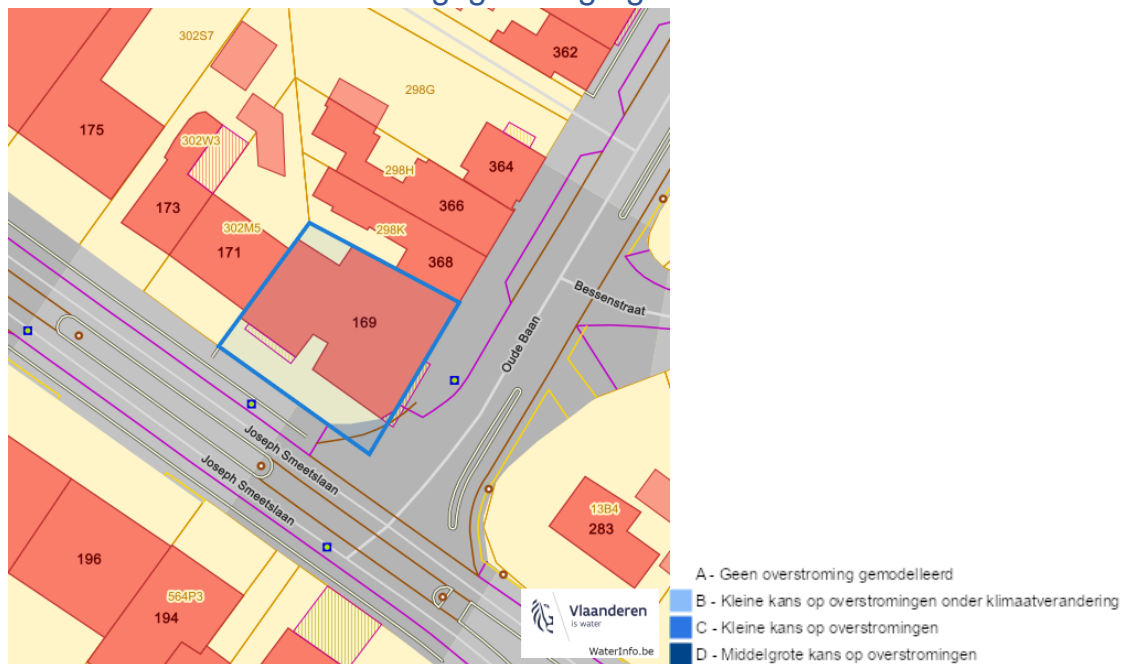 302S7
362
298G
175
302W3
364
298H
173
366
302M5
298K
171
368
Bessenstraat
169
Oude Baan
Joseph Smeetslaan
Joseph Smeetslaan
13B4
283
196
564P3
194
Vlaanderen
is water
WaterInfo.be
A - Geen overstroming gemodelleerd
B - Kleine kans op overstromingen onder klimaatverandering
C - Kleine kans op overstromingen
D - Middelgrote kans op overstromingen